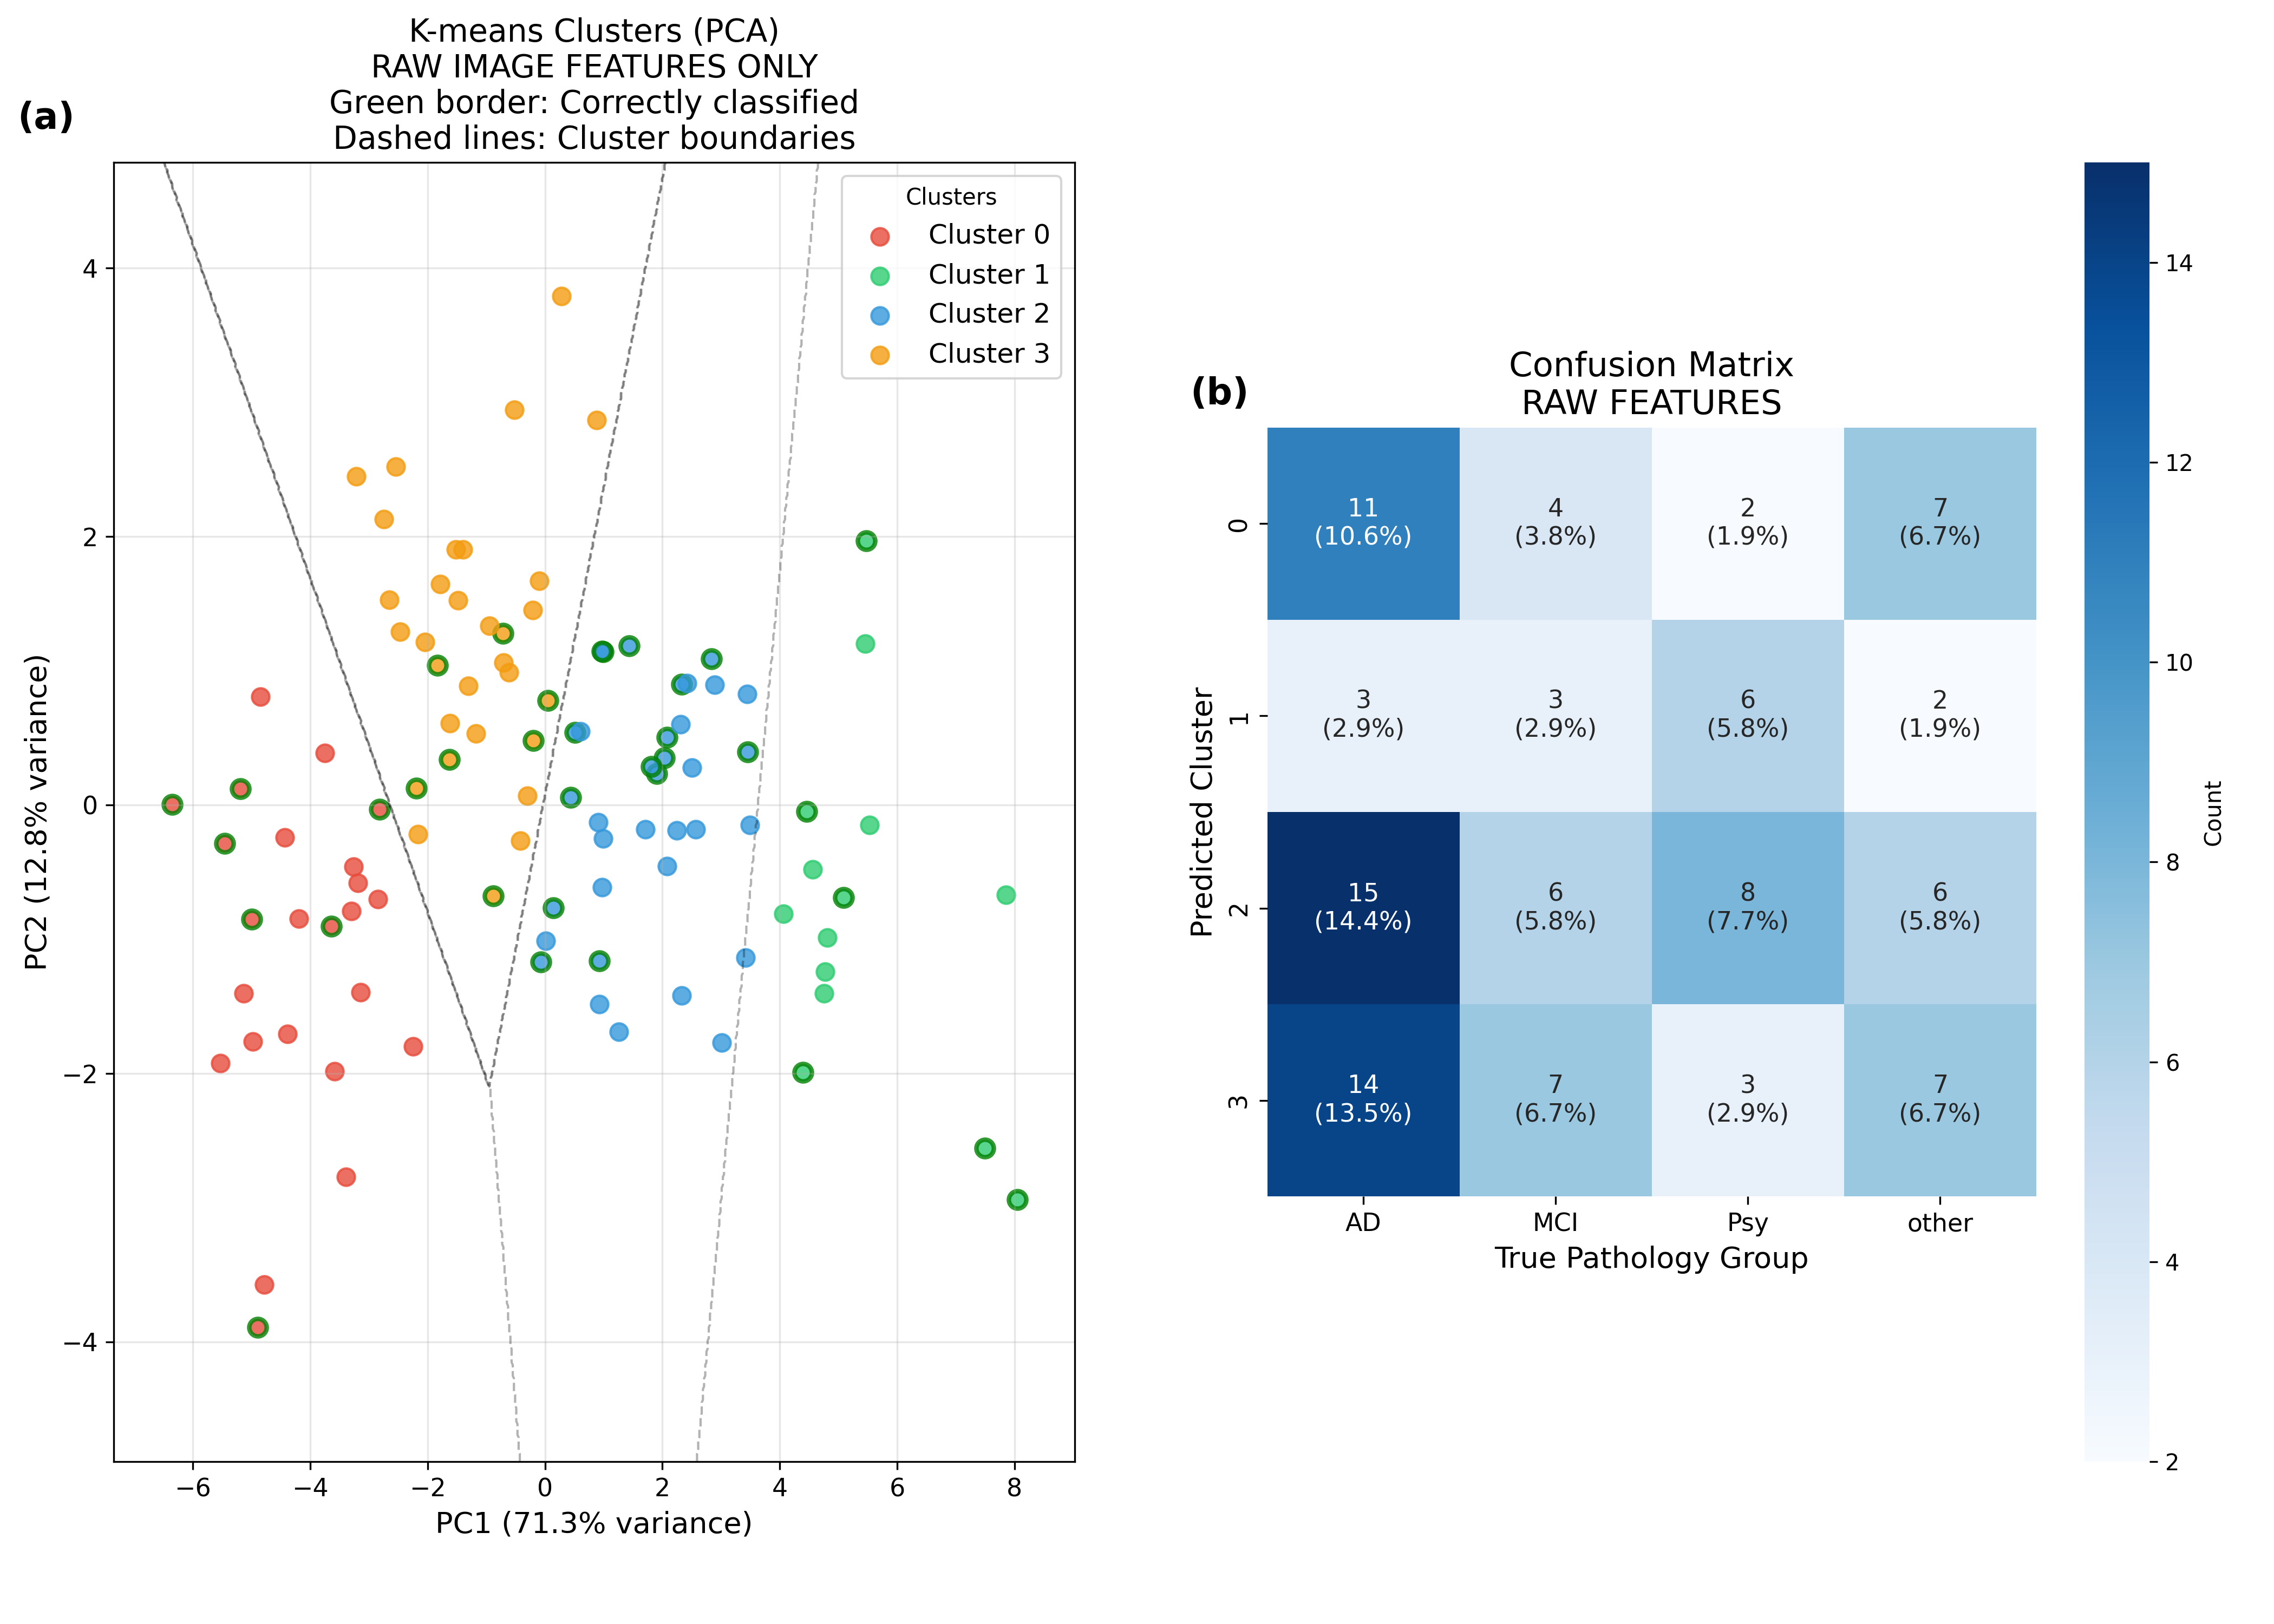 (a)
K-means Clusters (PCA)
RAW IMAGE FEATURES ONLY
Green border: Correctly classified
Dashed lines: Cluster boundaries
Clusters
Cluster 0
Cluster 1
Cluster 2
Cluster 3
4
2
0
−2
−4
PC2 (12.8% variance)
−6
−4
−2
0
2
4
6
8
PC1 (71.3% variance)
(b)
Confusion Matrix
RAW FEATURES
Predicted Cluster
0
11
(10.6%)
4
(3.8%)
2
(1.9%)
7
(6.7%)
1
3
(2.9%)
3
(2.9%)
6
(5.8%)
2
(1.9%)
2
15
(14.4%)
6
(5.8%)
8
(7.7%)
6
(5.8%)
3
14
(13.5%)
7
(6.7%)
3
(2.9%)
7
(6.7%)
AD
MCI
Psy
other
True Pathology Group
14
12
10
8
6
4
2
Count